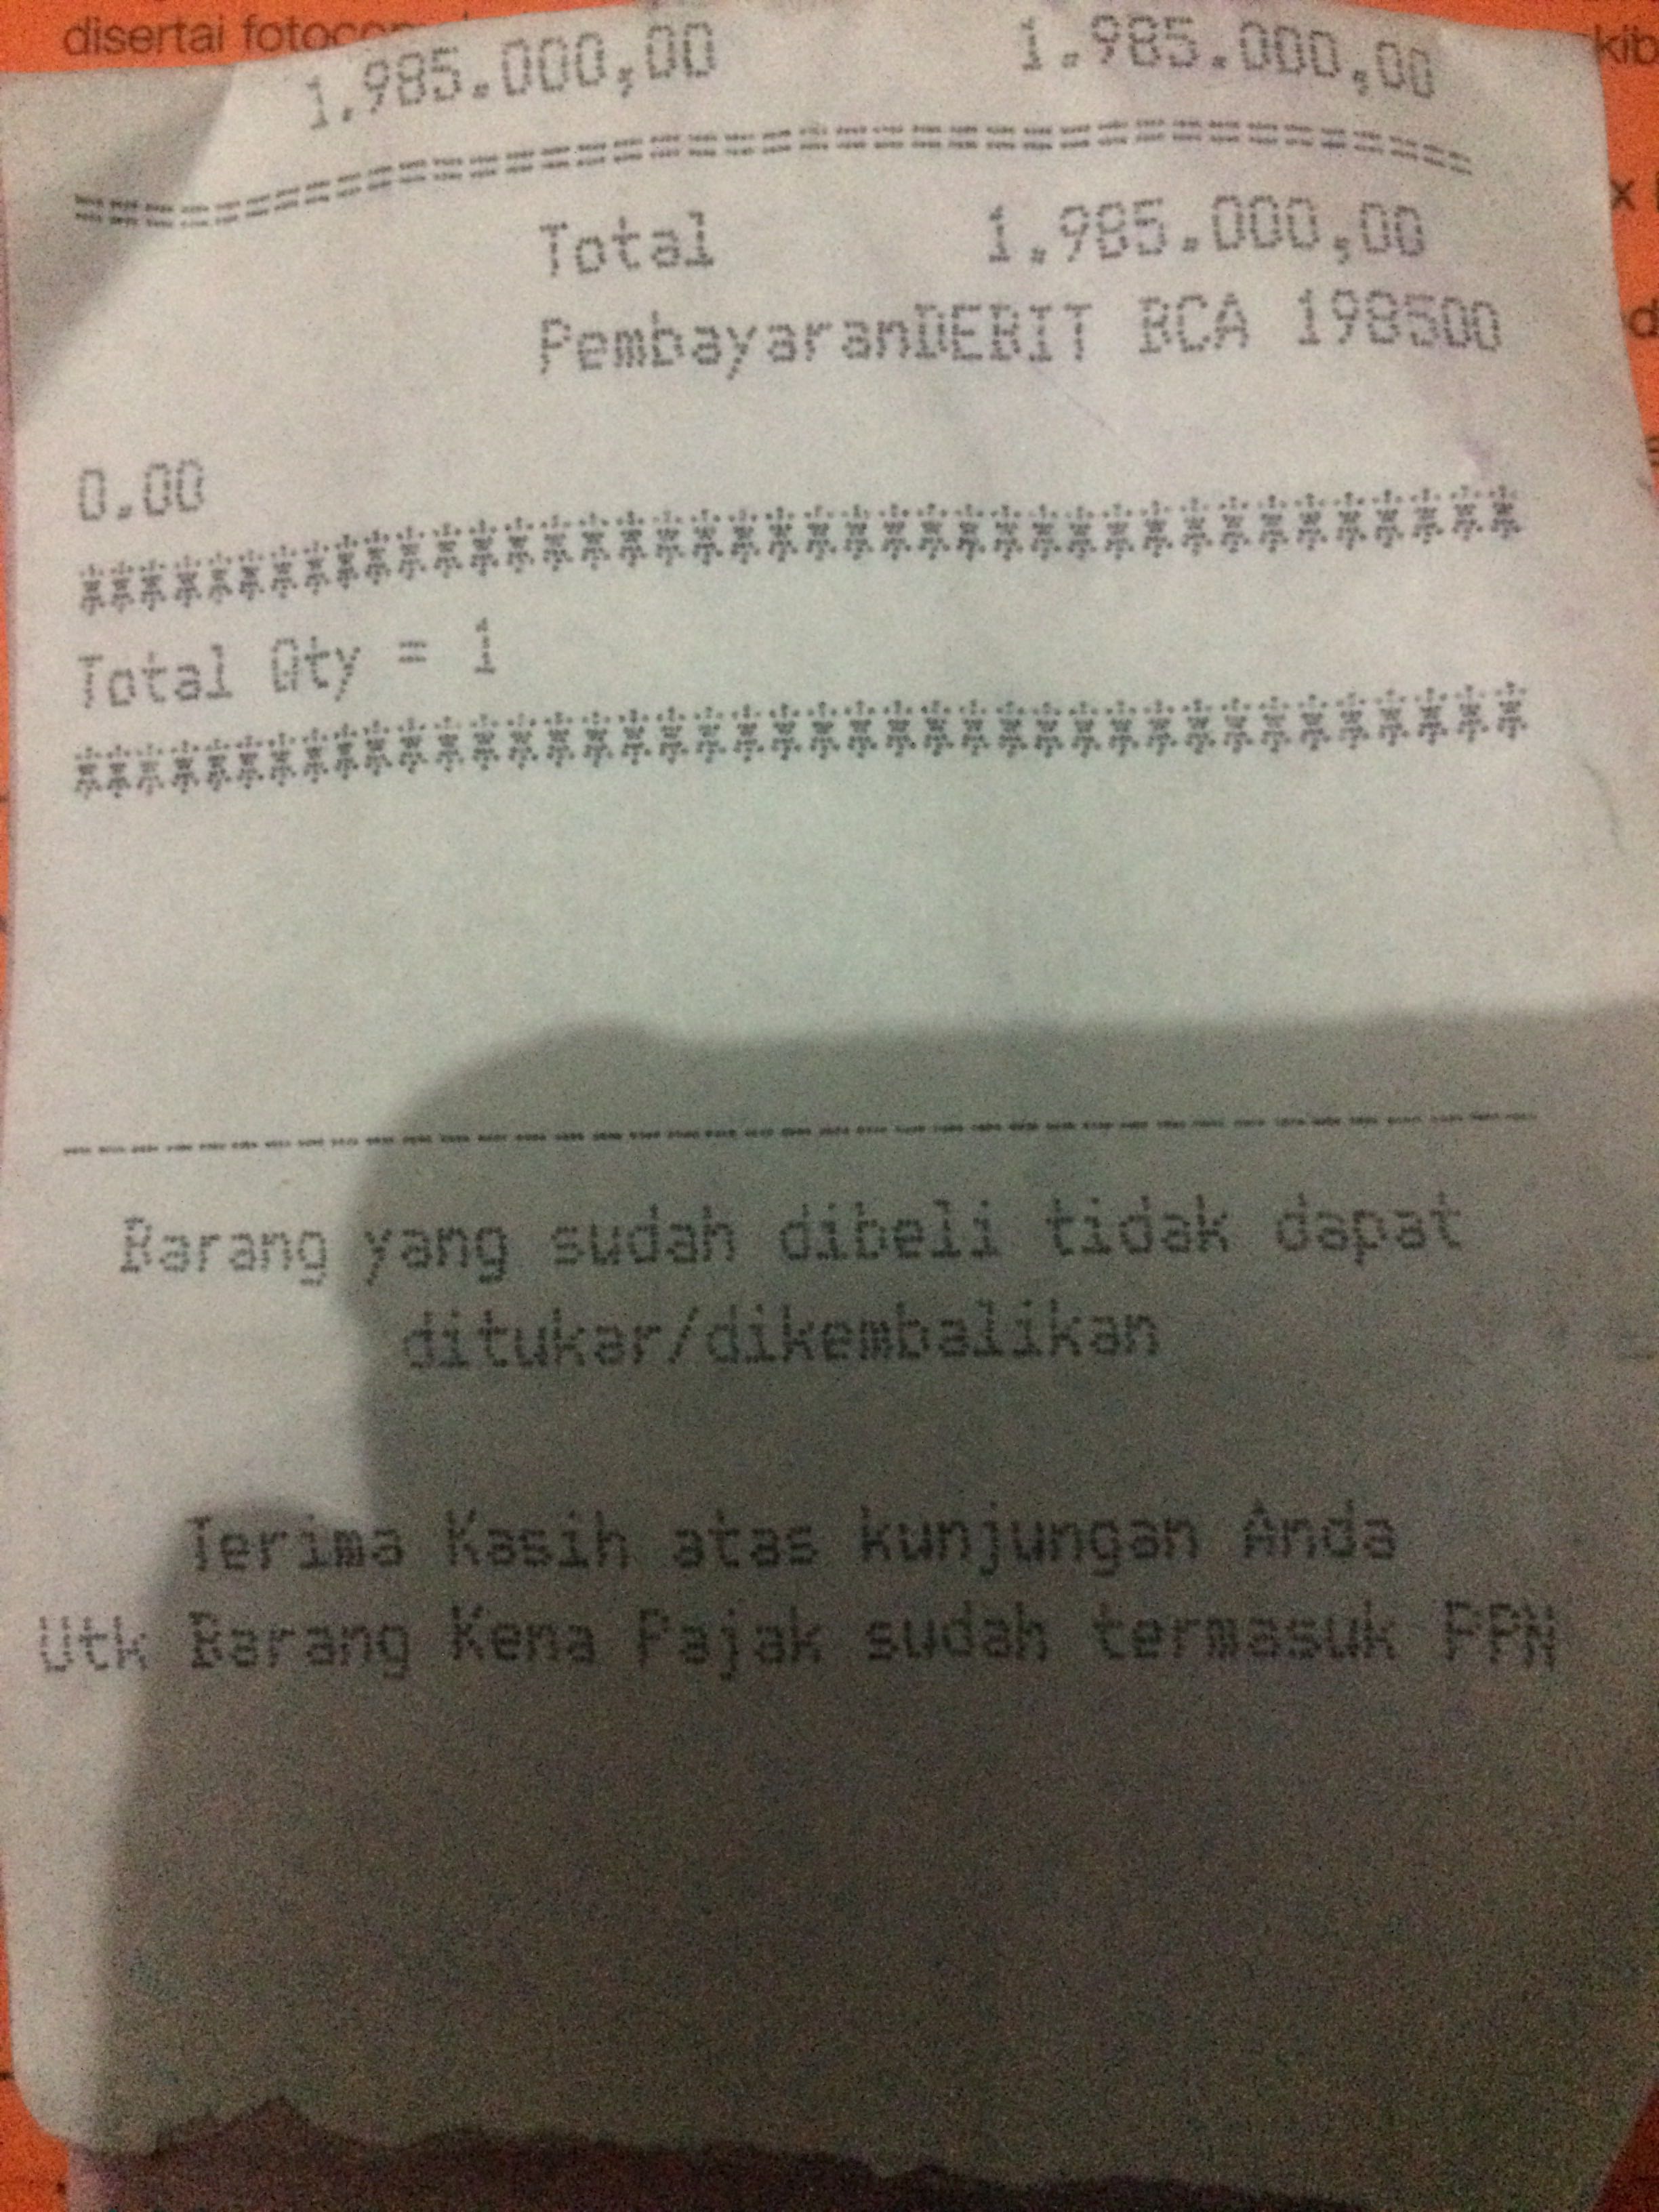 disertai fotocop
kib
1.985.000,00 1.985.000,00
================================
Total 1.985.000,00
PembayaranDEBIT BCA 198500
0.00
****************************************
Total Qty = 1
****************************************
----------------------------------------
Barang yang sudah dibeli tidak dapat
ditukar/dikembalikan
Terima Kasih atas kunjungan Anda
Utk Barang Kena Pajak sudah termasuk PPN